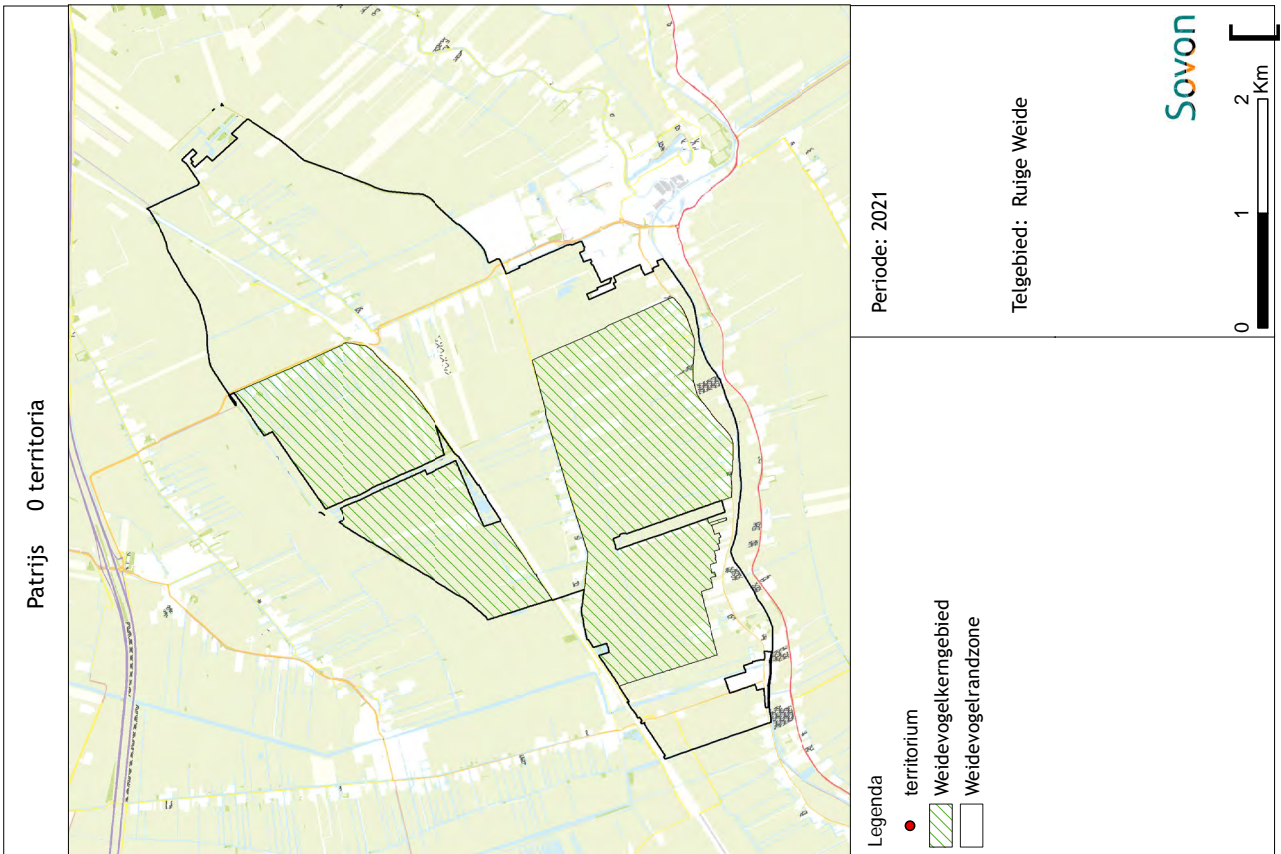 Patrijs 0 territoria
Legenda
territorium
Weidevogelkerngebied
Weidevogelrandzone
Periode: 2021
Telgebied: Ruige Weide
Sovon
0 1 2
Km